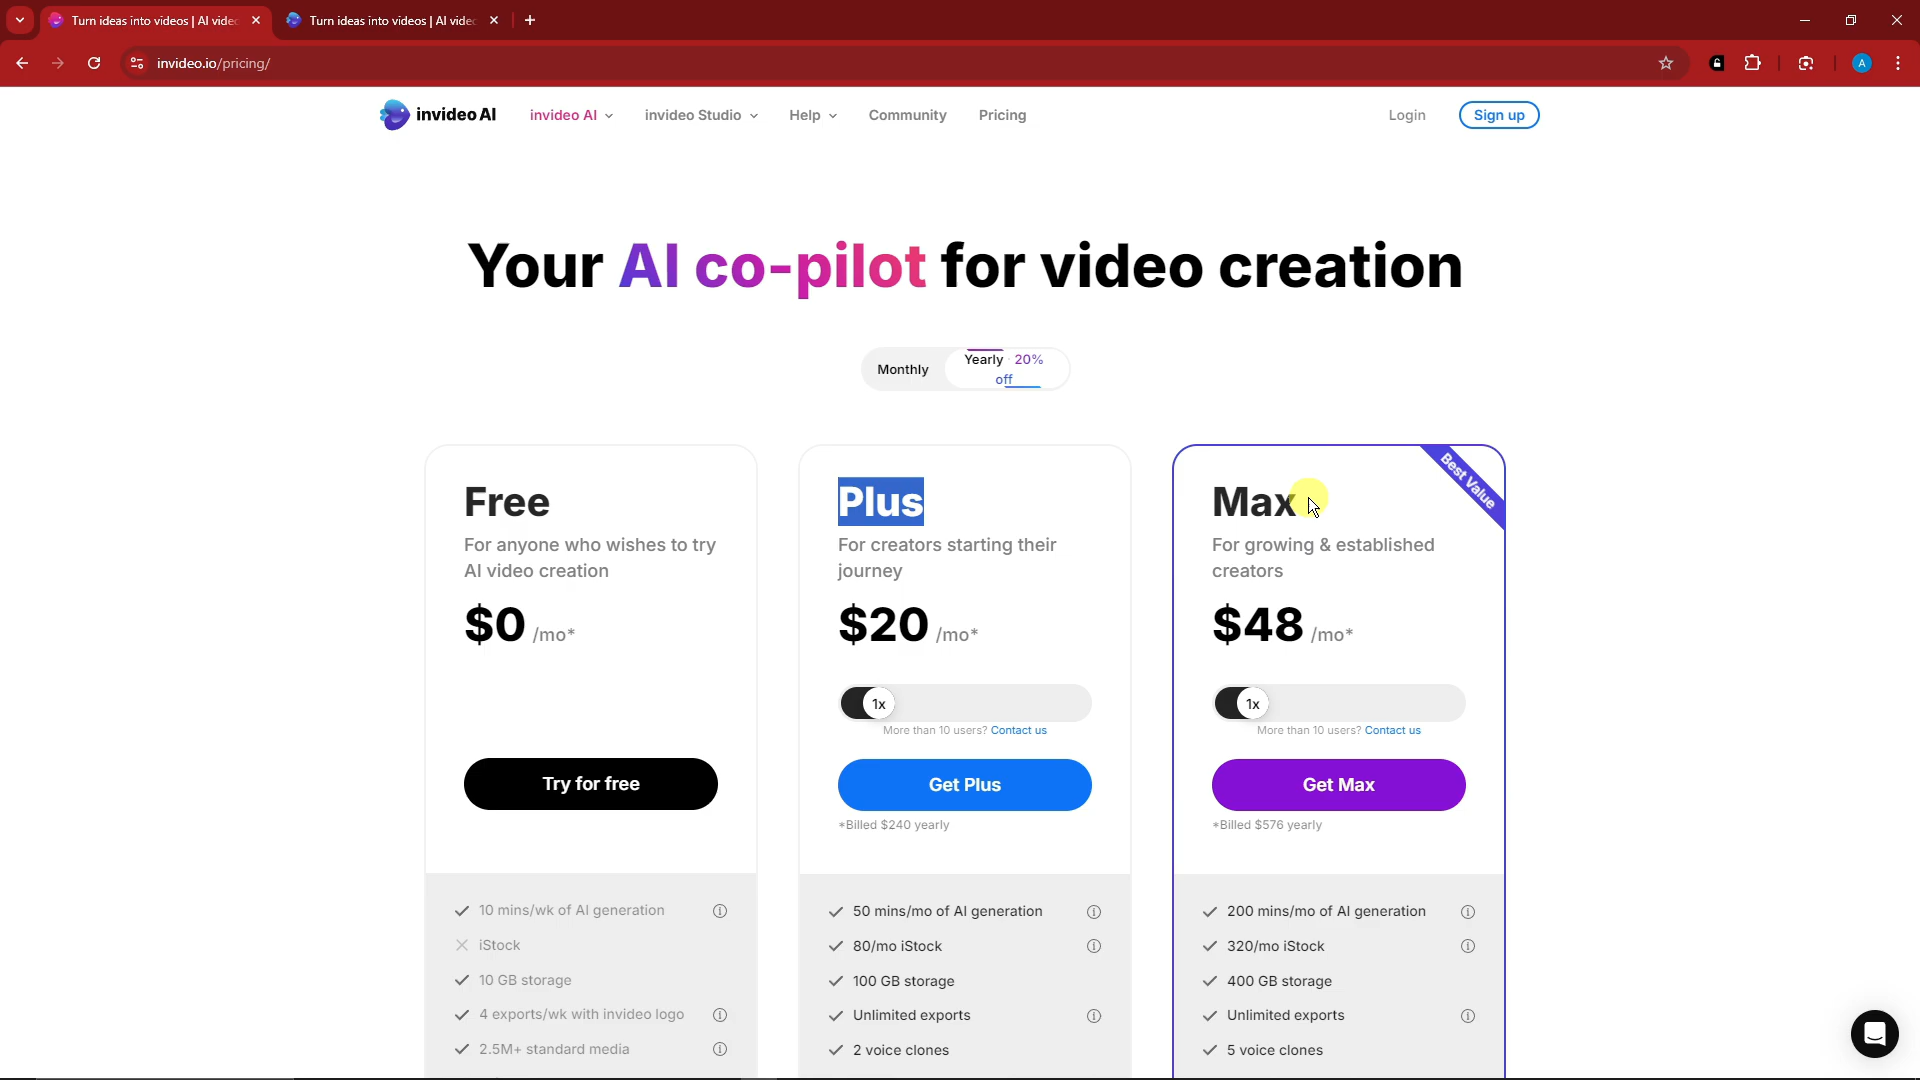 Turn ideas into videos | AI vide
Turn ideas into videos | AI vide
invideo.io/pricing/
A
invideo AI
invideo AI
invideo Studio
Help
Community
Pricing
Login
Sign up
Your AI co-pilot for video creation
Monthly
Yearly · 20%
off
Free
For anyone who wishes to try
AI video creation
$0 /mo*
Try for free
10 mins/wk of AI generation
iStock
10 GB storage
4 exports/wk with invideo logo
2.5M+ standard media
Plus
For creators starting their
journey
$20 /mo*
1x
More than 10 users? Contact us
Get Plus
*Billed $240 yearly
50 mins/mo of AI generation
80/mo iStock
100 GB storage
Unlimited exports
2 voice clones
Best Value
Max
For growing & established
creators
$48 /mo*
1x
More than 10 users? Contact us
Get Max
*Billed $576 yearly
200 mins/mo of AI generation
320/mo iStock
400 GB storage
Unlimited exports
5 voice clones